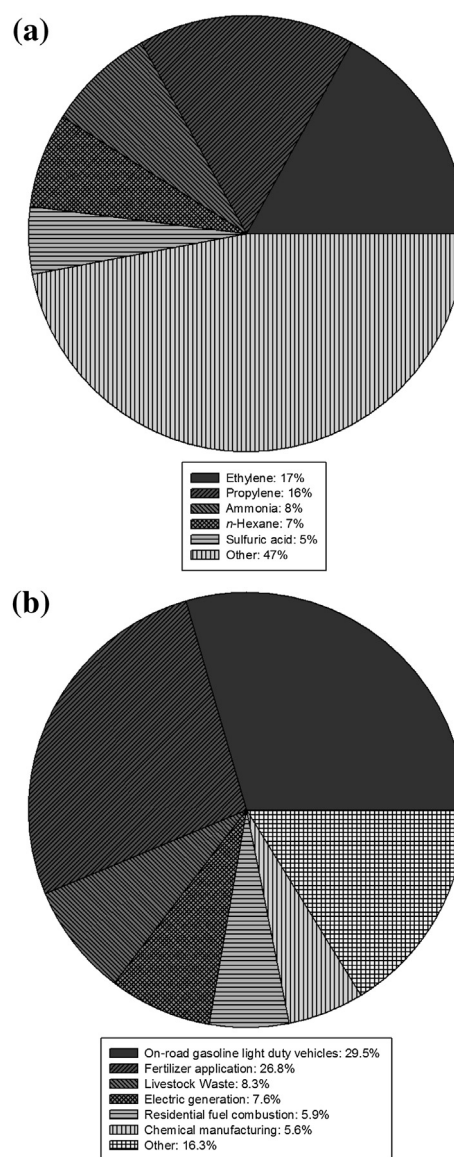 (a)
Ethylene: 17%
Propylene: 16%
Ammonia: 8%
n-Hexane: 7%
Sulfuric acid: 5%
Other: 47%
(b)
On-road gasoline light duty vehicles: 29.5%
Fertilizer application: 26.8%
Livestock Waste: 8.3%
Electric generation: 7.6%
Residential fuel combustion: 5.9%
Chemical manufacturing: 5.6%
Other: 16.3%